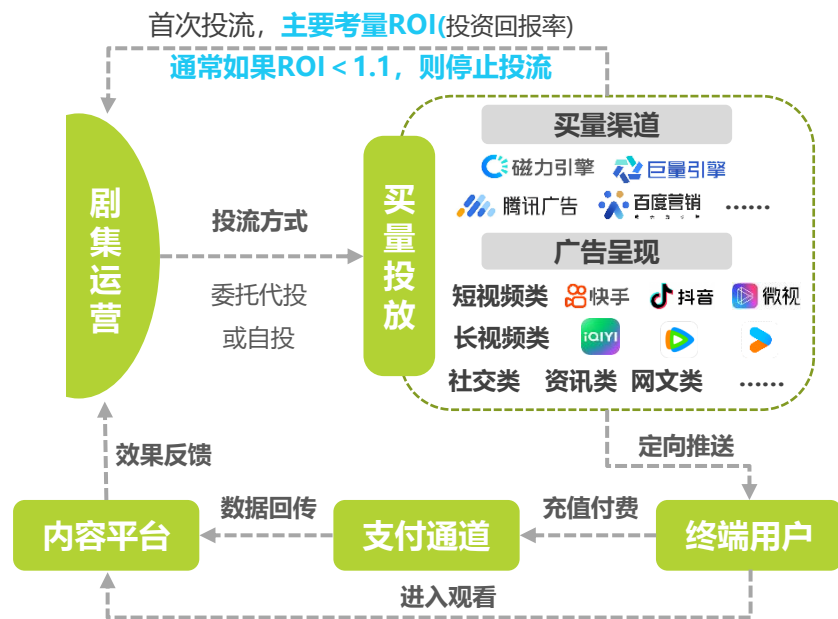 首次投流，主要考量ROI(投资回报率)
通常如果ROI＜1.1，则停止投流
剧集运营
投流方式
委托代投
或自投
买量投放
买量渠道
磁力引擎 巨量引擎
腾讯广告 百度营销 ……
广告呈现
短视频类 快手 抖音 微视
长视频类 iQIYI
社交类 资讯类 网文类 ……
效果反馈
定向推送
内容平台
数据回传
支付通道
充值付费
终端用户
进入观看